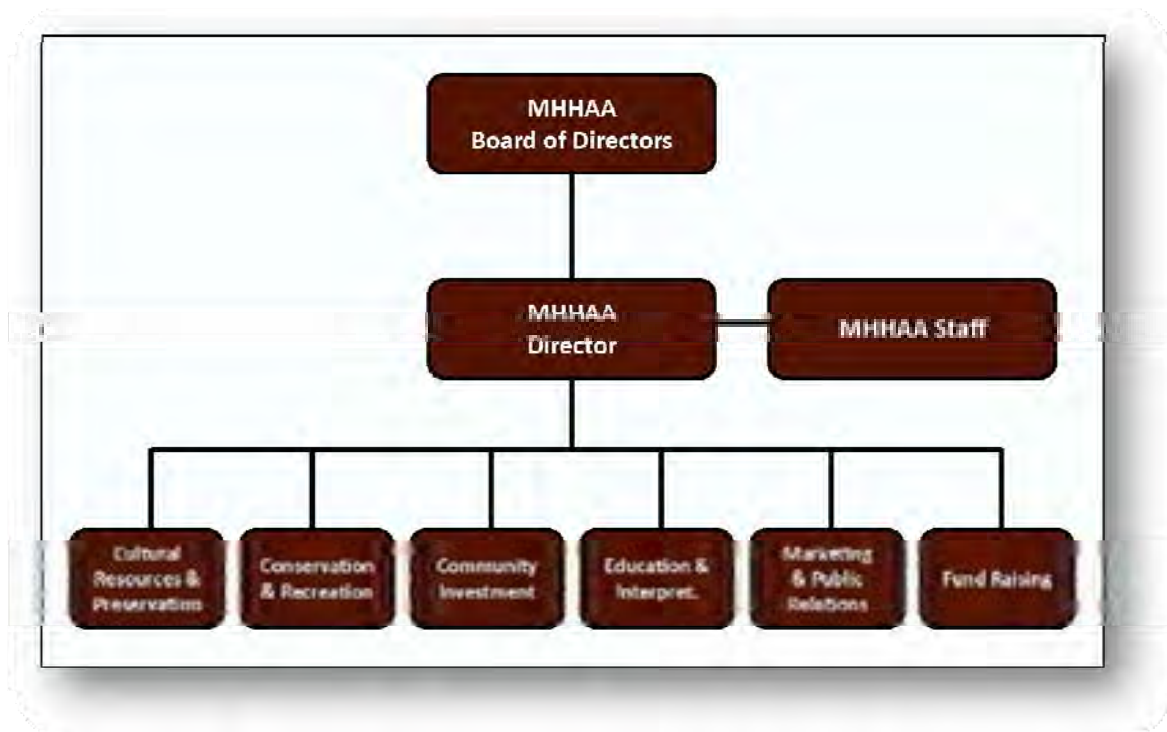 MHHAA
Board of Directors
MHHAA
Director
MHHAA Staff
Cultural
Resources &
Preservation
Conservation
& Recreation
Community
Investment
Education &
Interpret.
Marketing
& Public
Relations
Fund Raising